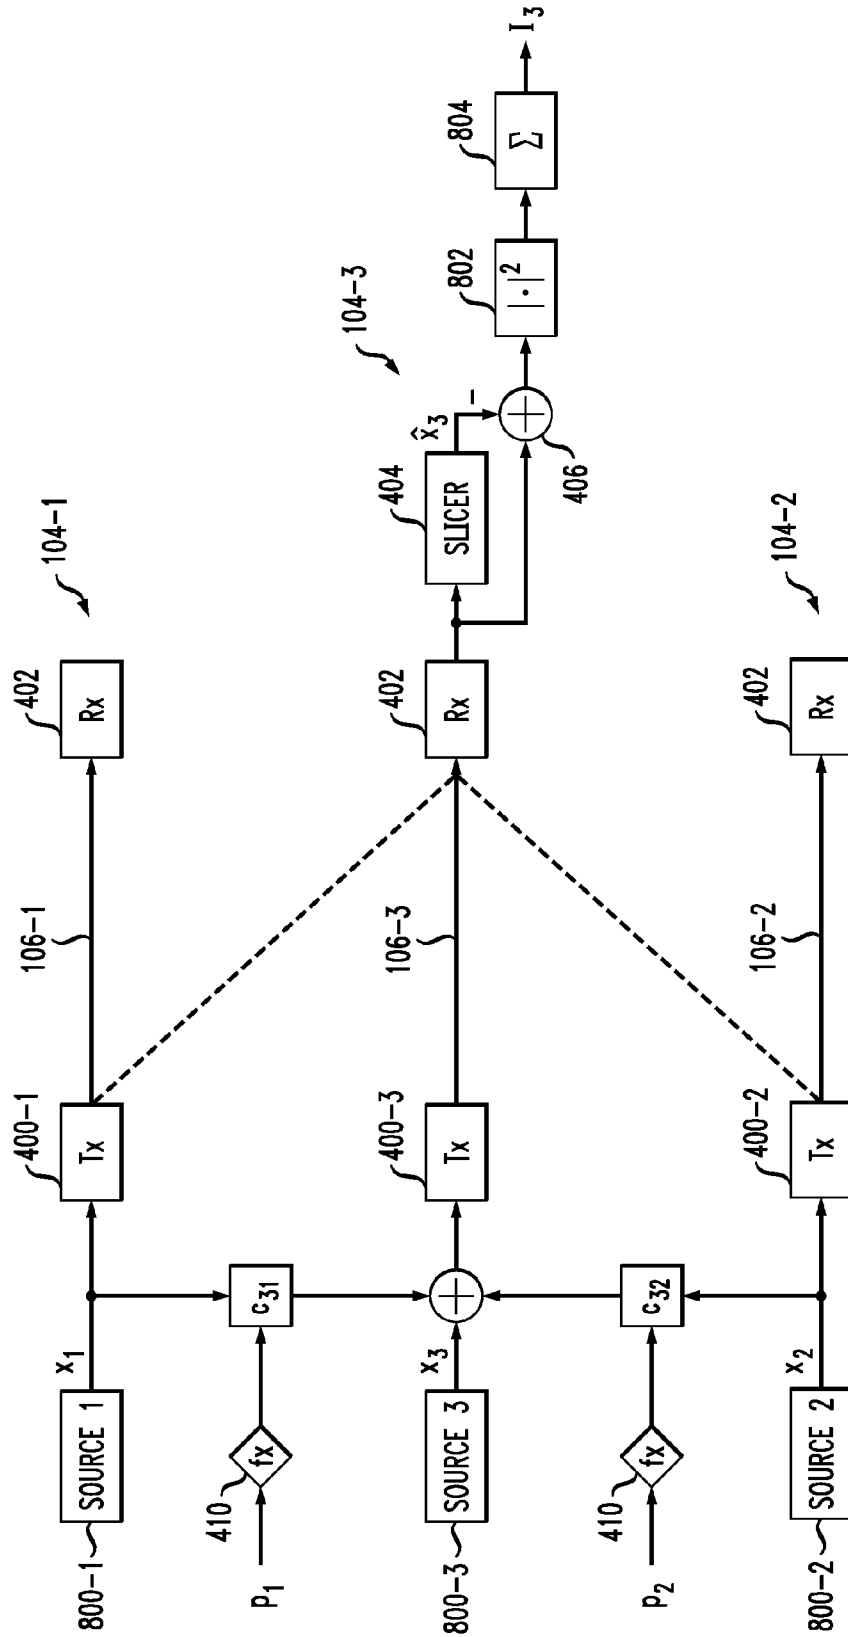 104-1
104-3
104-2
800-1
SOURCE 1
x1
400-1
Tx
106-1
402
Rx
p1
410
fx
c31
800-3
SOURCE 3
x3
+
400-3
Tx
106-3
402
Rx
404
SLICER
x̂3
−
+
406
802
|·|2
804
Σ
I3
p2
410
fx
c32
800-2
SOURCE 2
x2
400-2
Tx
106-2
402
Rx